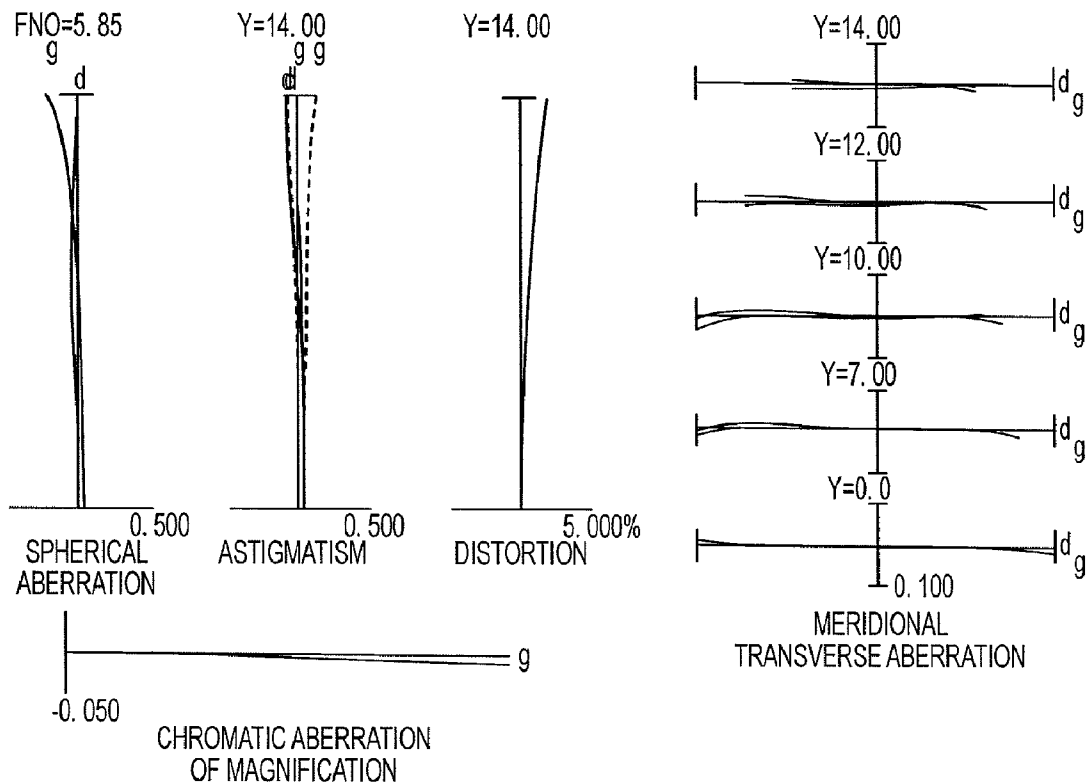 FNO=5.85
g
d
0.500
SPHERICAL
ABERRATION
Y=14.00
g g
d d
0.500
ASTIGMATISM
Y=14.00
5.000%
DISTORTION
Y=14.00
d
g
Y=12.00
d
g
Y=10.00
d
g
Y=7.00
d
g
Y=0.0
d
g
0.100
MERIDIONAL
TRANSVERSE ABERRATION
g
-0.050
CHROMATIC ABERRATION
OF MAGNIFICATION